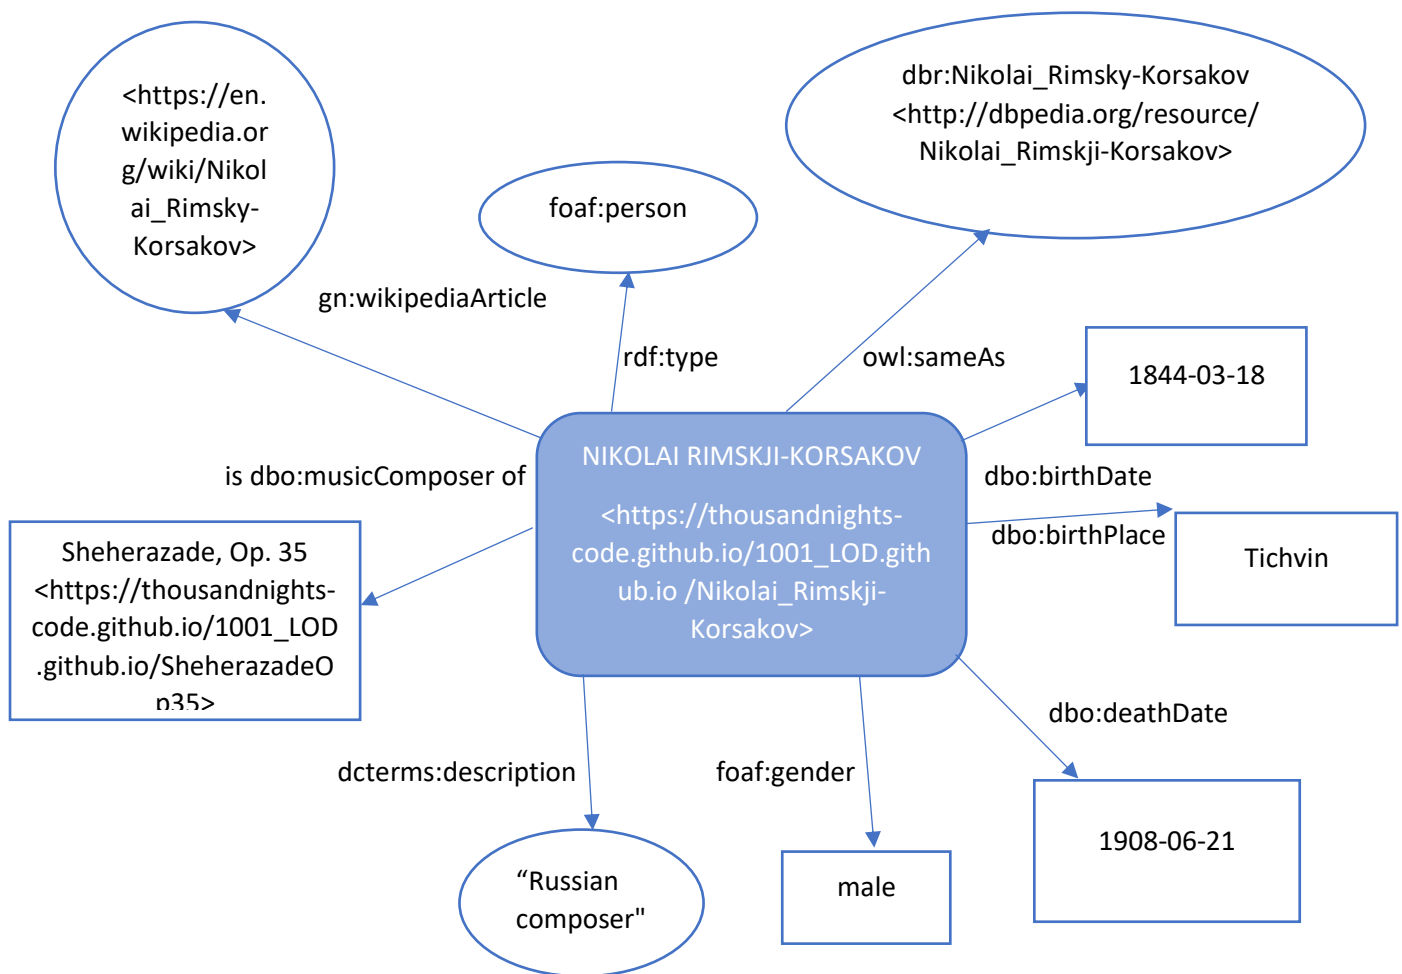 <https://en.
wikipedia.or
g/wiki/Nikol
ai_Rimsky-
Korsakov>
dbr:Nikolai_Rimsky-Korsakov
<http://dbpedia.org/resource/
Nikolai_Rimskji-Korsakov>
foaf:person
gn:wikipediaArticle
rdf:type
owl:sameAs
1844-03-18
NIKOLAI RIMSKJI-KORSAKOV
<https://thousandnights-
code.github.io/1001_LOD.gith
ub.io /Nikolai_Rimskji-
Korsakov>
is dbo:musicComposer of
dbo:birthDate
dbo:birthPlace
Tichvin
Sheherazade, Op. 35
<https://thousandnights-
code.github.io/1001_LOD
.github.io/SheherazadeO
p35>
dbo:deathDate
dcterms:description
foaf:gender
1908-06-21
“Russian
composer"
male